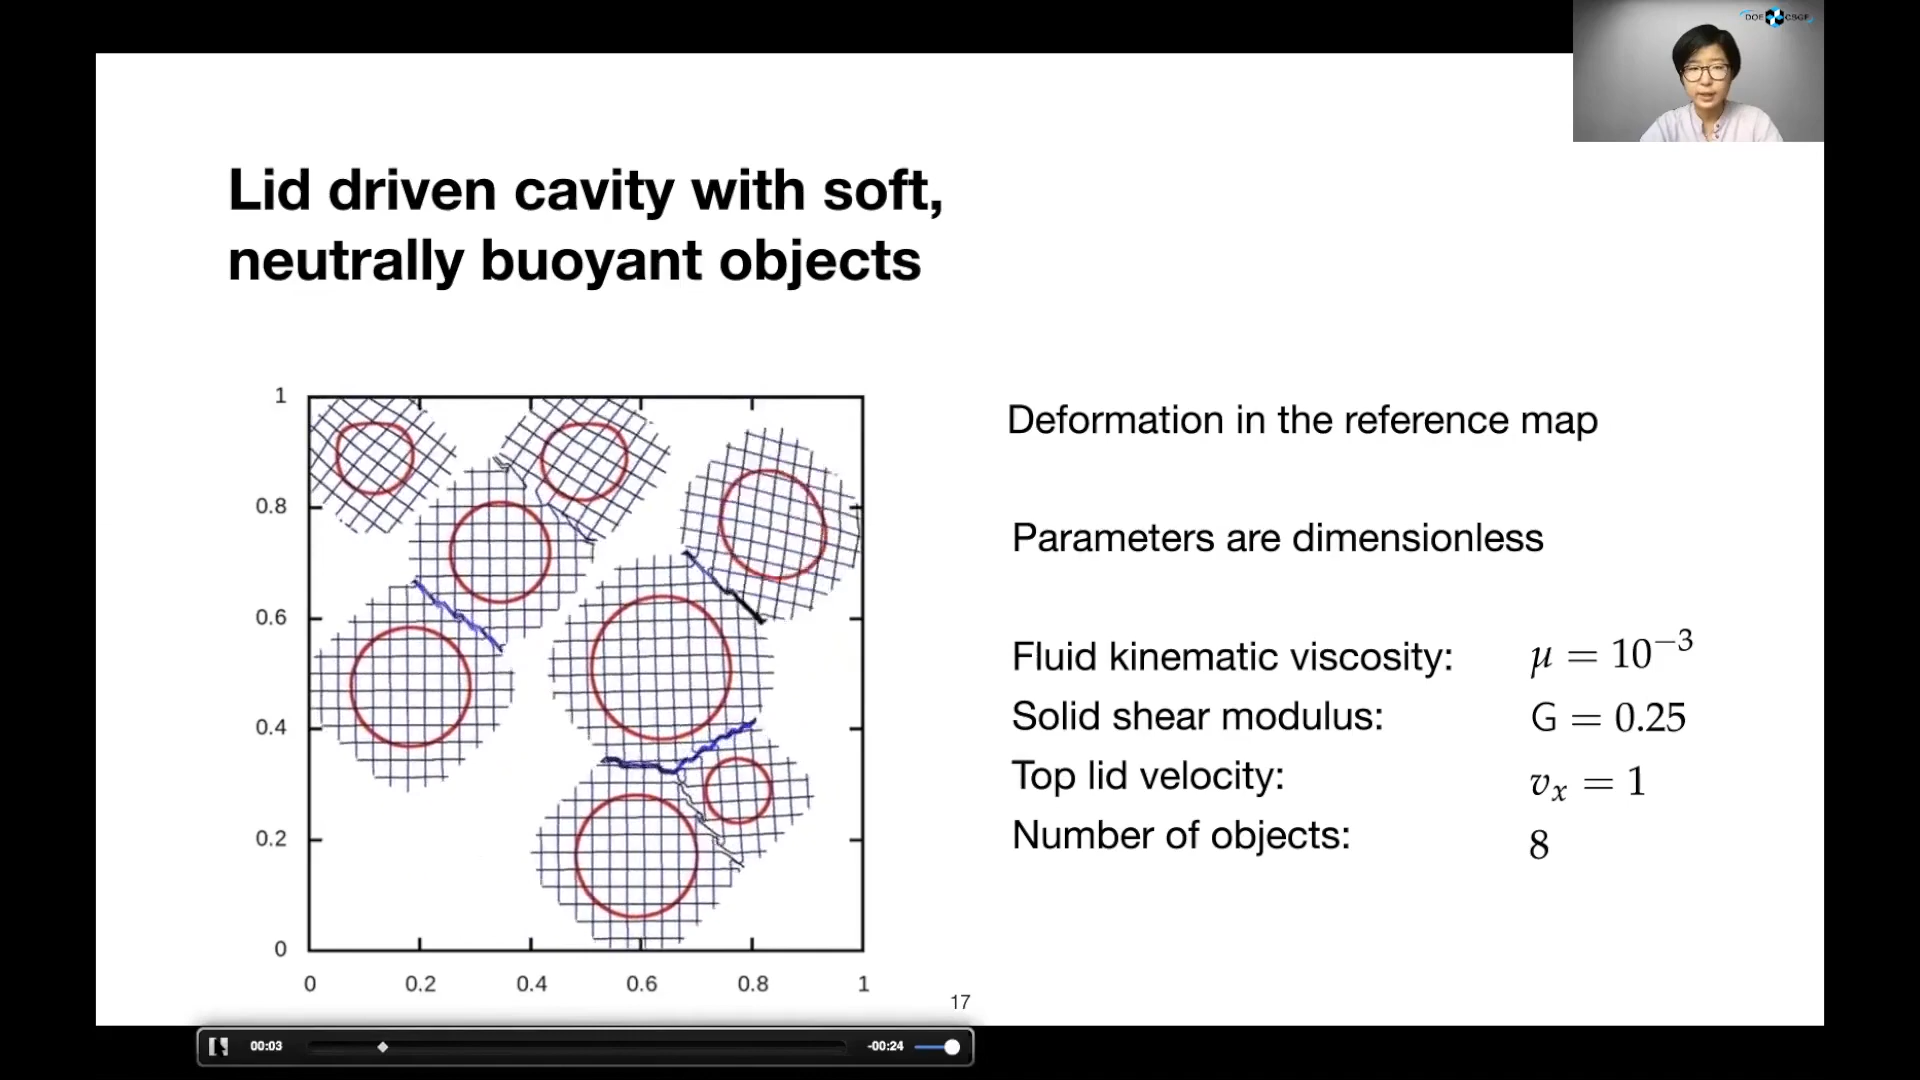 DOE CSGF
Lid driven cavity with soft,
neutrally buoyant objects
1
0.8
0.6
0.4
0.2
0
0 0.2 0.4 0.6 0.8 1
Deformation in the reference map
Parameters are dimensionless
Fluid kinematic viscosity: μ = 10⁻³
Solid shear modulus: G = 0.25
Top lid velocity: vₓ = 1
Number of objects: 8
17
00:03 -00:24